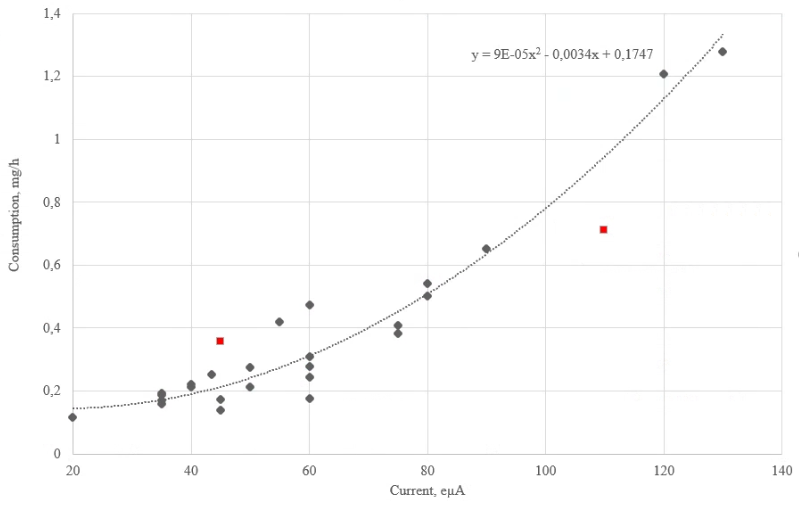 1,4
1,2
1
0,8
0,6
0,4
0,2
0
Consumption, mg/h
y = 9E-05x² - 0,0034x + 0,1747
20 40 60 80 100 120 140
Current, eμA